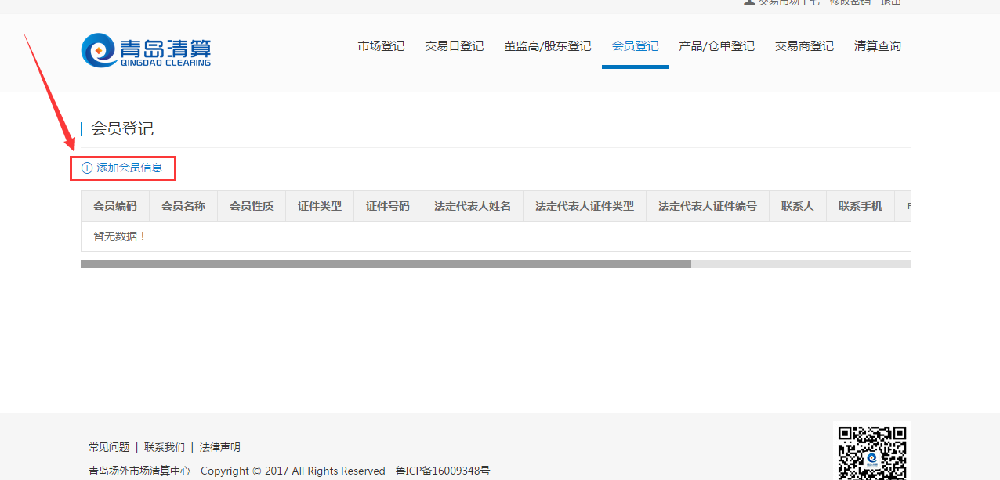 交易市场十七 修改密码 退出
青岛清算
QINGDAO CLEARING
市场登记 交易日登记 董监高/股东登记 会员登记 产品/仓单登记 交易商登记 清算查询
会员登记
添加会员信息
会员编码 会员名称 会员性质 证件类型 证件号码 法定代表人姓名 法定代表人证件类型 法定代表人证件编号 联系人 联系手机
暂无数据！
常见问题 | 联系我们 | 法律声明
青岛场外市场清算中心 Copyright © 2017 All Rights Reserved 鲁ICP备16009348号